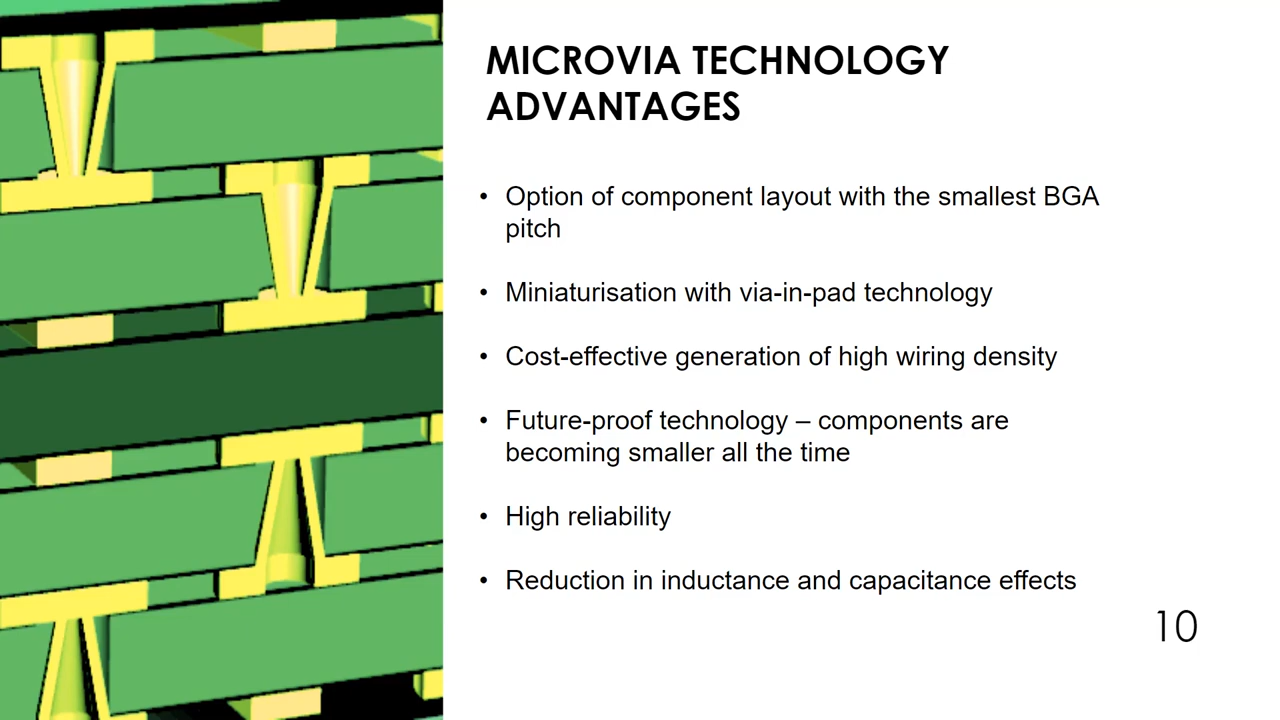 MICROVIA TECHNOLOGY
ADVANTAGES
• Option of component layout with the smallest BGA
pitch
• Miniaturisation with via-in-pad technology
• Cost-effective generation of high wiring density
• Future-proof technology – components are
becoming smaller all the time
• High reliability
• Reduction in inductance and capacitance effects
10